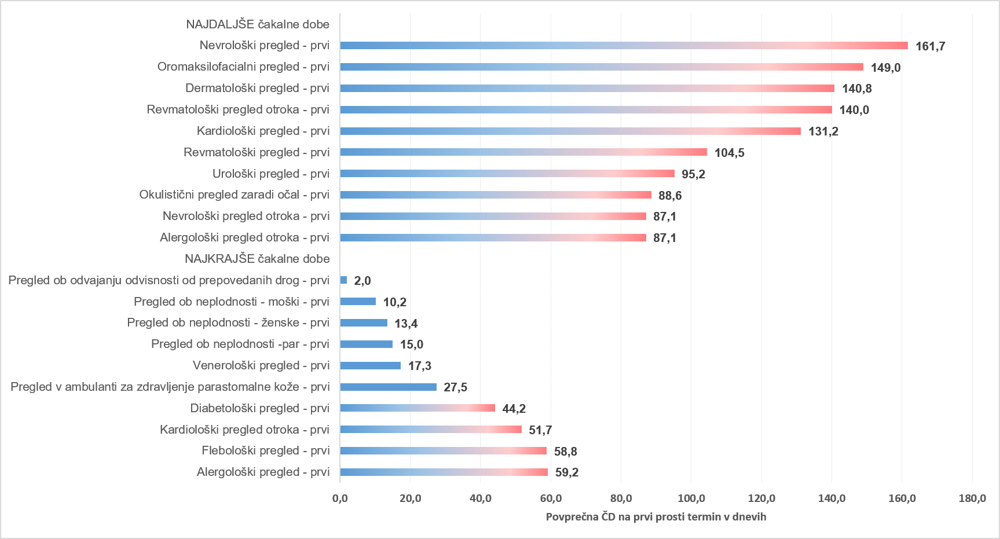 NAJDALJŠE čakalne dobe
Nevrološki pregled - prvi 161,7
Oromaksilofacialni pregled - prvi 149,0
Dermatološki pregled - prvi 140,8
Revmatološki pregled otroka - prvi 140,0
Kardiološki pregled - prvi 131,2
Revmatološki pregled - prvi 104,5
Urološki pregled - prvi 95,2
Okulistični pregled zaradi očal - prvi 88,6
Nevrološki pregled otroka - prvi 87,1
Alergološki pregled otroka - prvi 87,1
NAJKRAJŠE čakalne dobe
Pregled ob odvajanju odvisnosti od prepovedanih drog - prvi 2,0
Pregled ob neplodnosti - moški - prvi 10,2
Pregled ob neplodnosti - ženske - prvi 13,4
Pregled ob neplodnosti -par - prvi 15,0
Venerološki pregled - prvi 17,3
Pregled v ambulanti za zdravljenje parastomalne kože - prvi 27,5
Diabetološki pregled - prvi 44,2
Kardiološki pregled otroka - prvi 51,7
Flebološki pregled - prvi 58,8
Alergološki pregled - prvi 59,2
0,0 20,0 40,0 60,0 80,0 100,0 120,0 140,0 160,0 180,0
Povprečna ČD na prvi prosti termin v dnevih